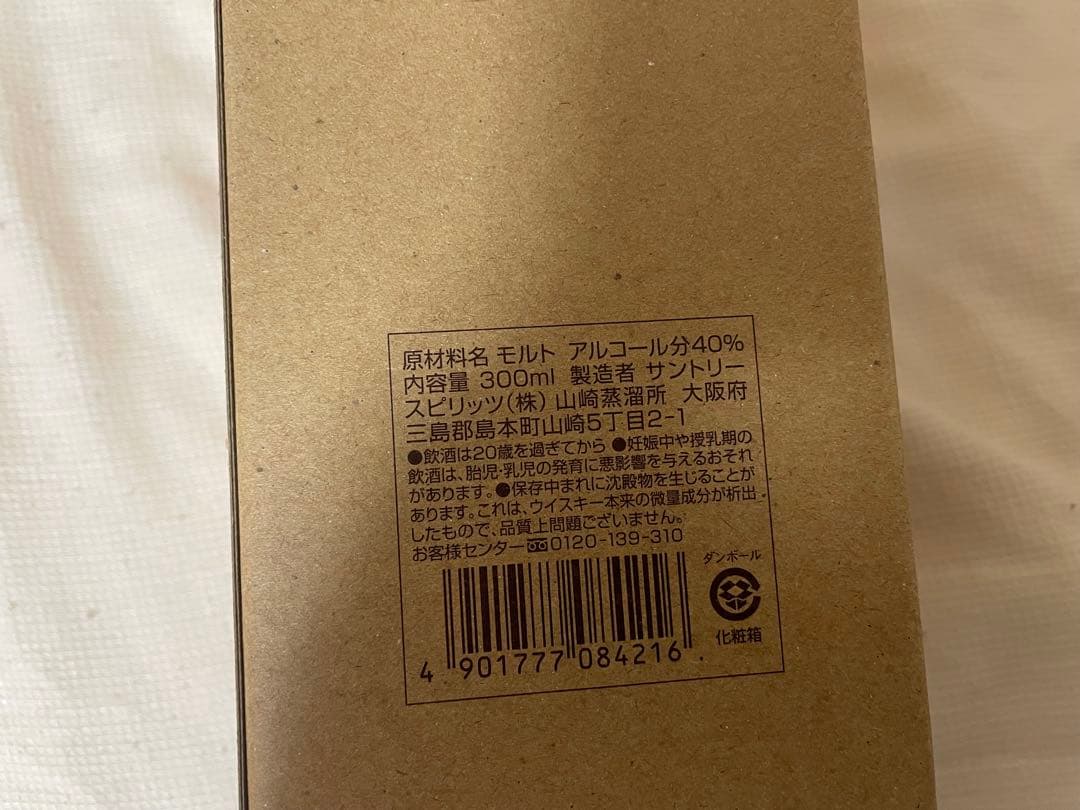 原材料名 モルト アルコール分40%
内容量 300ml 製造者 サントリー
スピリッツ(株) 山崎蒸溜所 大阪府
三島郡島本町山崎5丁目2-1
●飲酒は20歳を過ぎてから ●妊娠中や授乳期の
飲酒は、胎児・乳児の発育に悪影響を与えるおそれ
があります。●保存中まれに沈殿物を生じることが
あります。これは、ウイスキー本来の微量成分が析出
したもので、品質上問題ございません。
お客様センター 0120-139-310
ダンボール
化粧箱
4 901777 084216